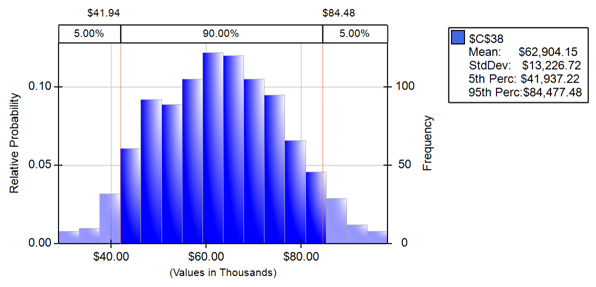 $41.94 $84.48
5.00% 90.00% 5.00%
$C$38
Mean: $62,904.15
StdDev: $13,226.72
5th Perc: $41,937.22
95th Perc:$84,477.48
Relative Probability
0.10
0.05
0.00
100
50
0
Frequency
$40.00 $60.00 $80.00
(Values in Thousands)